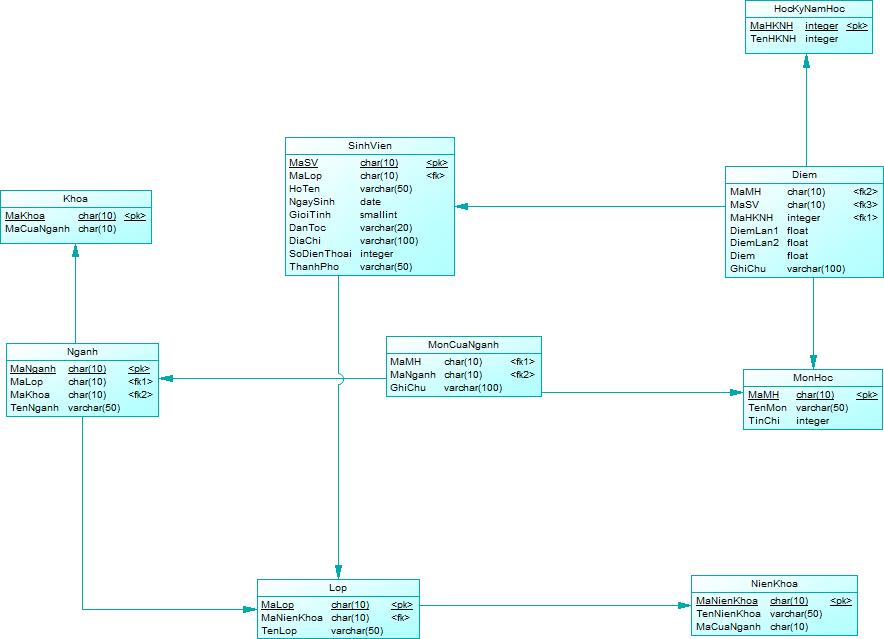 HocKyNamHoc
MaHKNH integer <pk>
TenHKNH integer
SinhVien
MaSV char(10) <pk>
MaLop char(10) <fk>
HoTen varchar(50)
NgaySinh date
GioiTinh smallint
DanToc varchar(20)
DiaChi varchar(100)
SoDienThoai integer
ThanhPho varchar(50)
Diem
MaMH char(10) <fk2>
MaSV char(10) <fk3>
MaHKNH integer <fk1>
DiemLan1 float
DiemLan2 float
Diem float
GhiChu varchar(100)
Khoa
MaKhoa char(10) <pk>
MaCuaNganh char(10)
Nganh
MaNganh char(10) <pk>
MaLop char(10) <fk1>
MaKhoa char(10) <fk2>
TenNganh varchar(50)
MonCuaNganh
MaMH char(10) <fk1>
MaNganh char(10) <fk2>
GhiChu varchar(100)
MonHoc
MaMH char(10) <pk>
TenMon varchar(50)
TinChi integer
Lop
MaLop char(10) <pk>
MaNienKhoa char(10) <fk>
TenLop varchar(50)
NienKhoa
MaNienKhoa char(10) <pk>
TenNienKhoa varchar(50)
MaCuaNganh char(10)